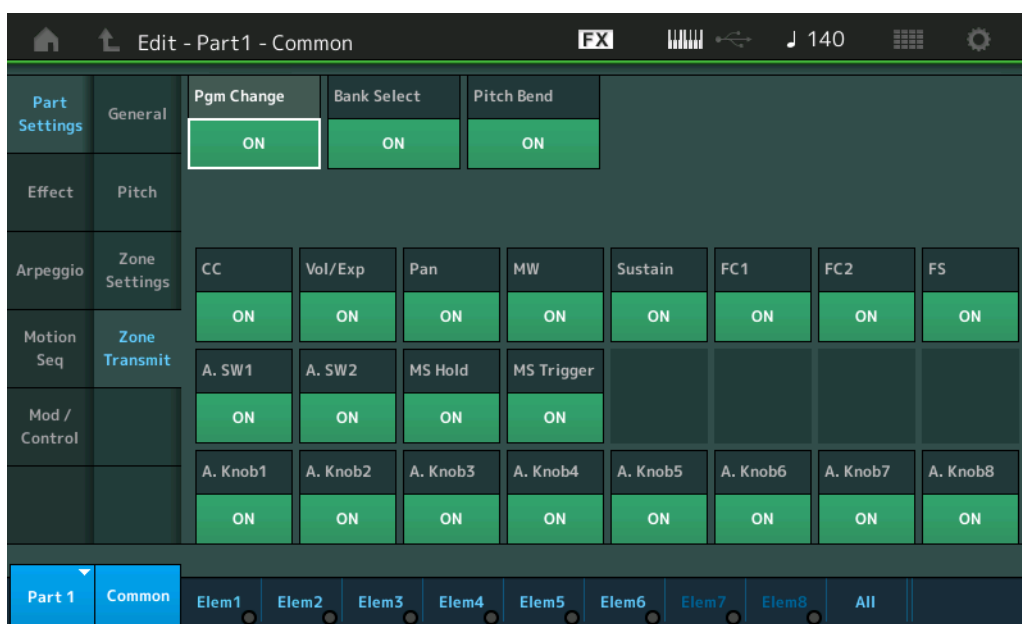 Edit - Part1 - Common
FX
♩ 140
Part
Settings
General
Pgm Change
Bank Select
Pitch Bend
ON
ON
ON
Effect
Pitch
Arpeggio
Zone
Settings
CC
Vol/Exp
Pan
MW
Sustain
FC1
FC2
FS
ON
ON
ON
ON
ON
ON
ON
ON
Motion
Seq
Zone
Transmit
A. SW1
A. SW2
MS Hold
MS Trigger
ON
ON
ON
ON
Mod /
Control
A. Knob1
A. Knob2
A. Knob3
A. Knob4
A. Knob5
A. Knob6
A. Knob7
A. Knob8
ON
ON
ON
ON
ON
ON
ON
ON
Part 1
Common
Elem1
Elem2
Elem3
Elem4
Elem5
Elem6
Elem7
Elem8
All